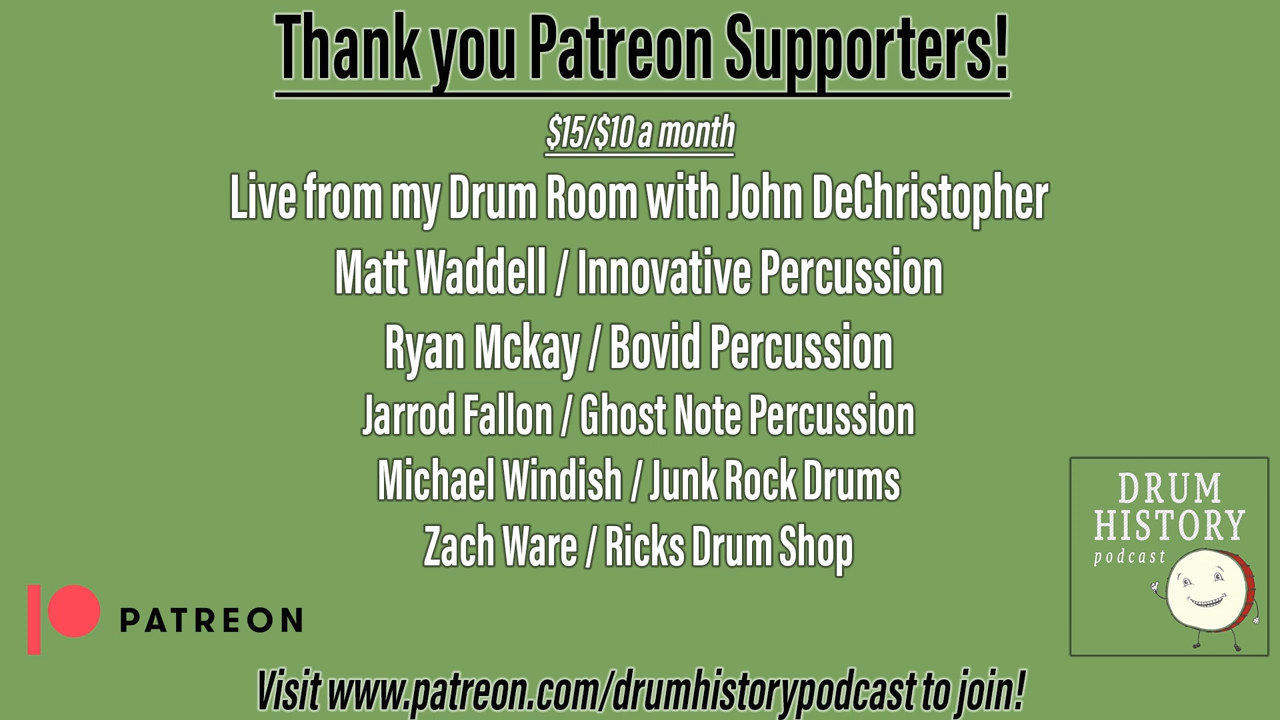 Thank you Patreon Supporters!
$15/$10 a month
Live from my Drum Room with John DeChristopher
Matt Waddell / Innovative Percussion
Ryan Mckay / Bovid Percussion
Jarrod Fallon / Ghost Note Percussion
Michael Windish / Junk Rock Drums
Zach Ware / Ricks Drum Shop
DRUM
HISTORY
podcast
PATREON
Visit www.patreon.com/drumhistorypodcast to join!